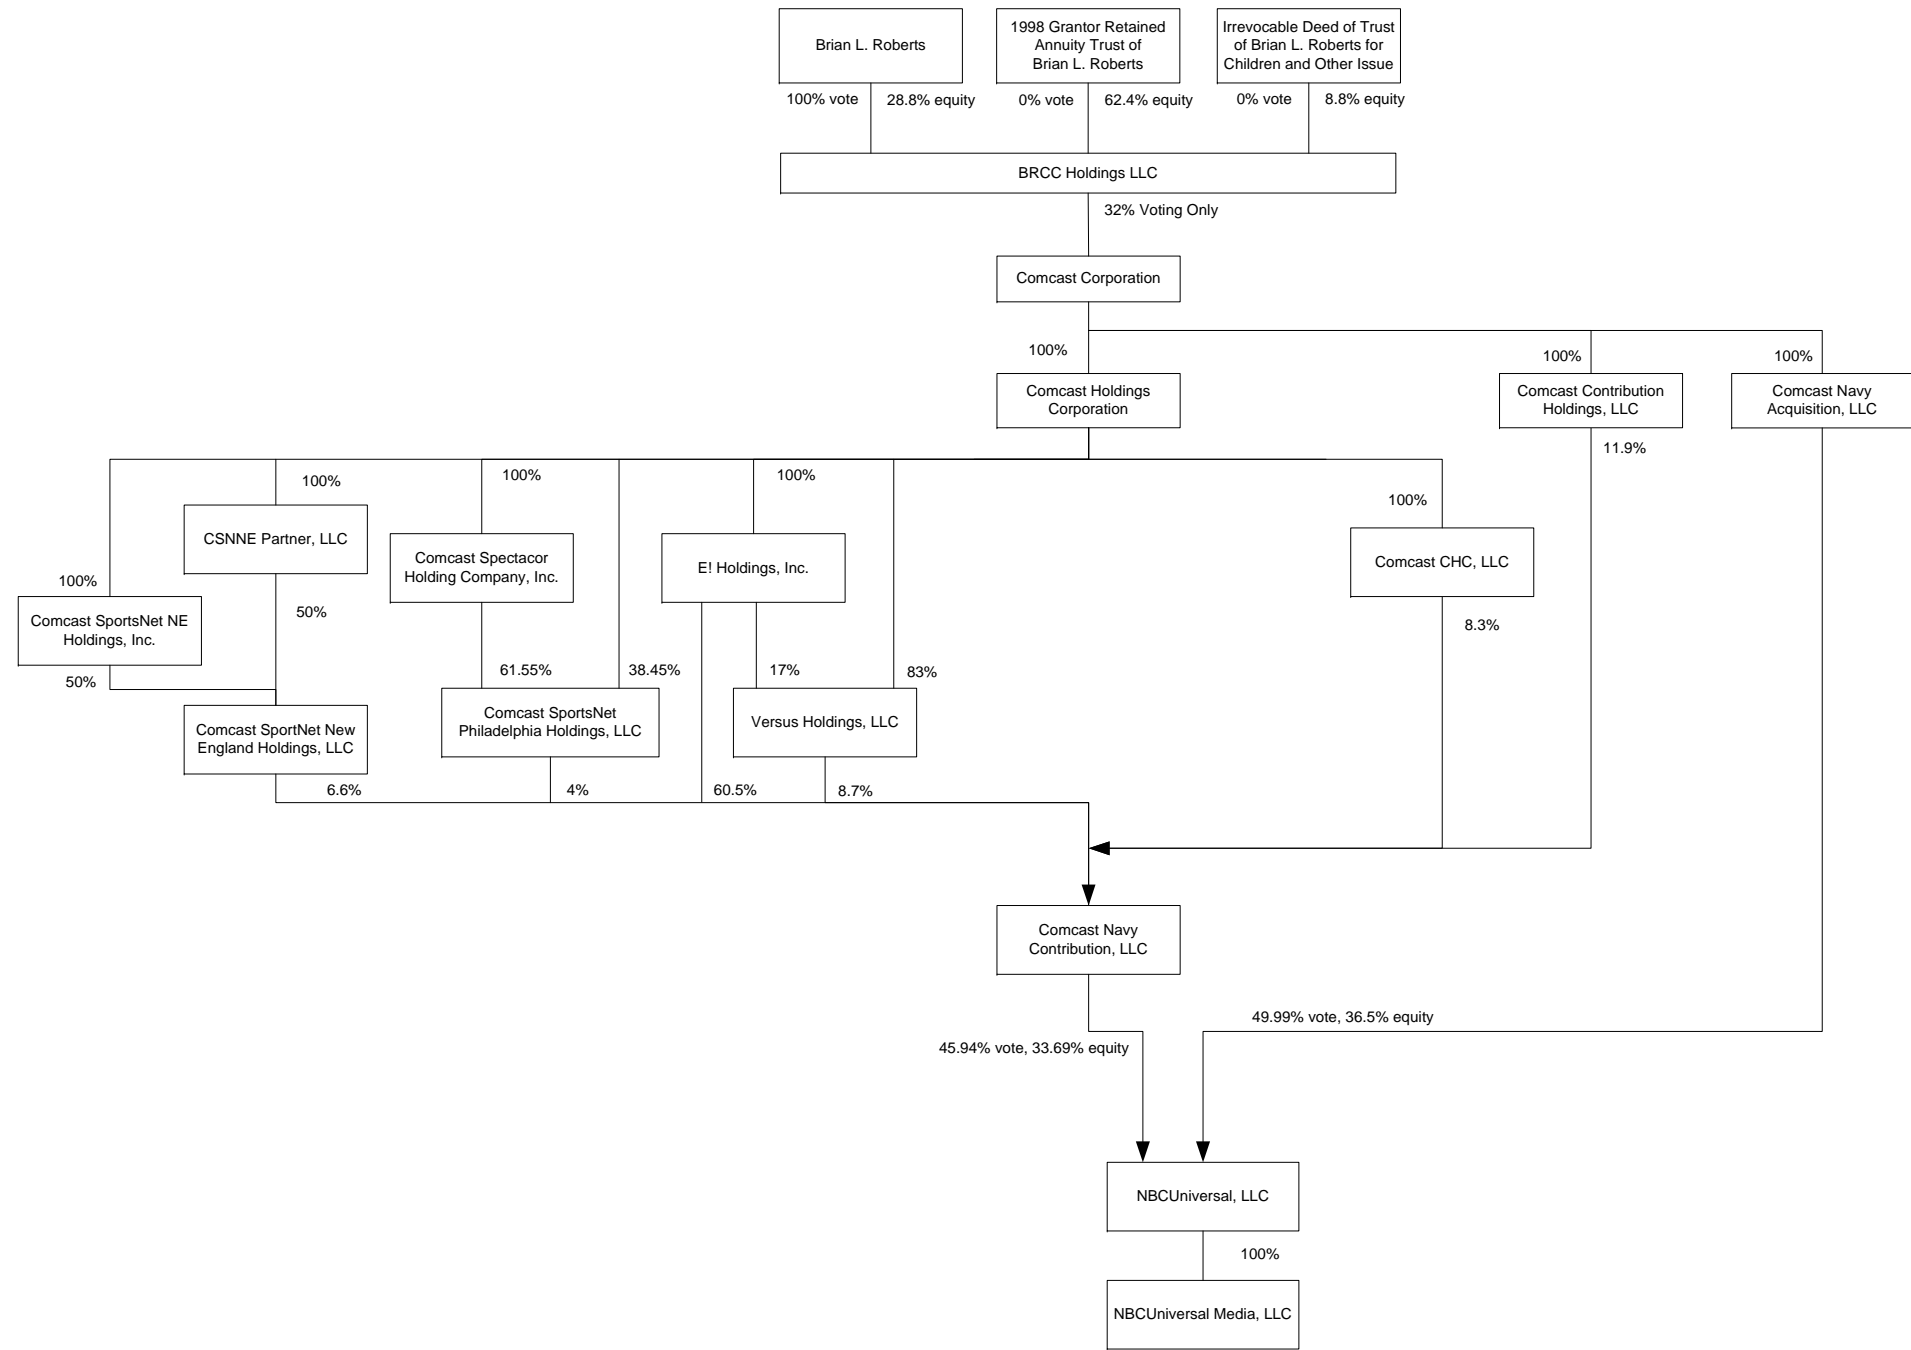 Brian L. Roberts
1998 Grantor Retained
Annuity Trust of
Brian L. Roberts
Irrevocable Deed of Trust
of Brian L. Roberts for
Children and Other Issue
100% vote
28.8% equity
0% vote
62.4% equity
0% vote
8.8% equity
BRCC Holdings LLC
32% Voting Only
Comcast Corporation
100%
100%
100%
Comcast Holdings
Corporation
Comcast Contribution
Holdings, LLC
Comcast Navy
Acquisition, LLC
11.9%
100%
100%
100%
100%
CSNNE Partner, LLC
Comcast Spectacor
Holding Company, Inc.
E! Holdings, Inc.
Comcast CHC, LLC
100%
Comcast SportsNet NE
Holdings, Inc.
50%
8.3%
50%
61.55%
38.45%
17%
83%
Comcast SportNet New
England Holdings, LLC
Comcast SportsNet
Philadelphia Holdings, LLC
Versus Holdings, LLC
6.6%
4%
60.5%
8.7%
Comcast Navy
Contribution, LLC
49.99% vote, 36.5% equity
45.94% vote, 33.69% equity
NBCUniversal, LLC
100%
NBCUniversal Media, LLC